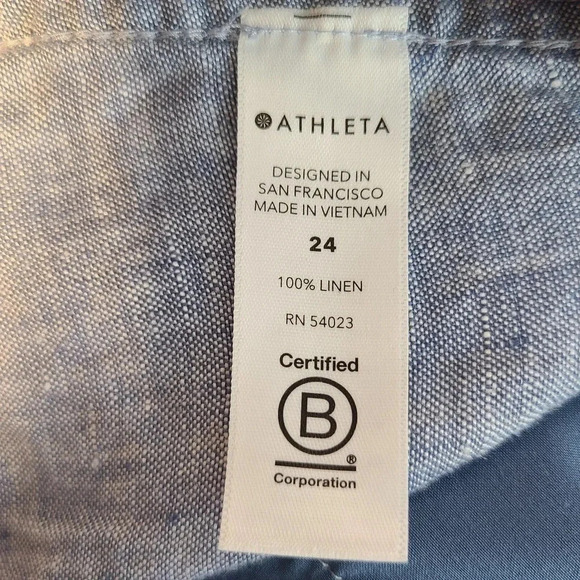 ATHLETA
DESIGNED IN
SAN FRANCISCO
MADE IN VIETNAM
24
100% LINEN
RN 54023
Certified
B
®
Corporation